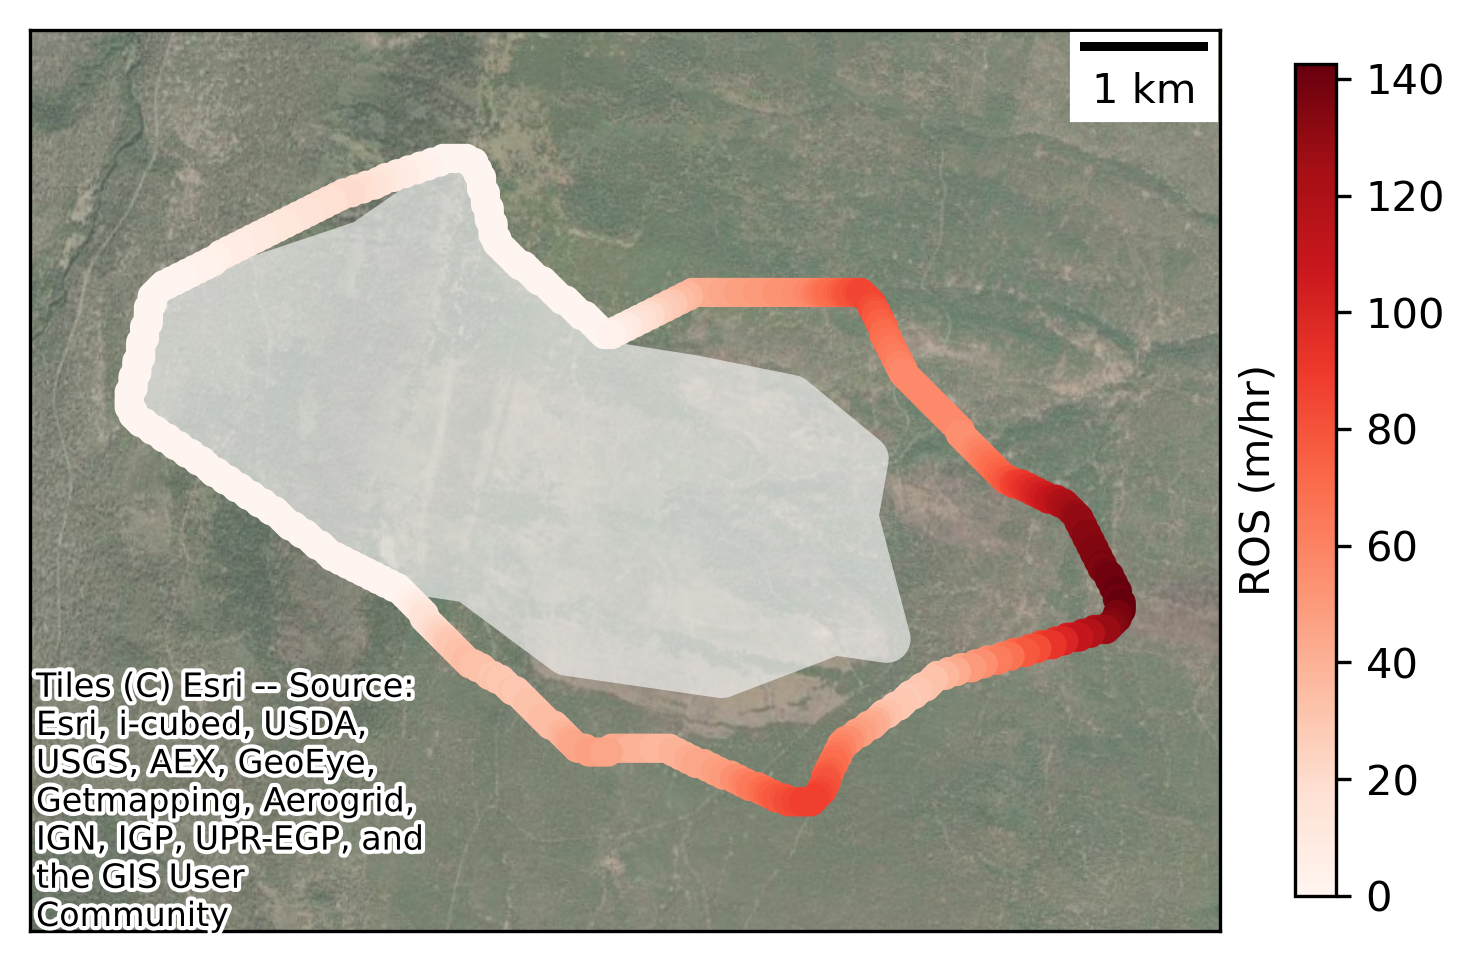 1 km
140
120
100
80
60
40
20
0
ROS (m/hr)
Tiles (C) Esri -- Source:
Esri, i-cubed, USDA,
USGS, AEX, GeoEye,
Getmapping, Aerogrid,
IGN, IGP, UPR-EGP, and
the GIS User
Community